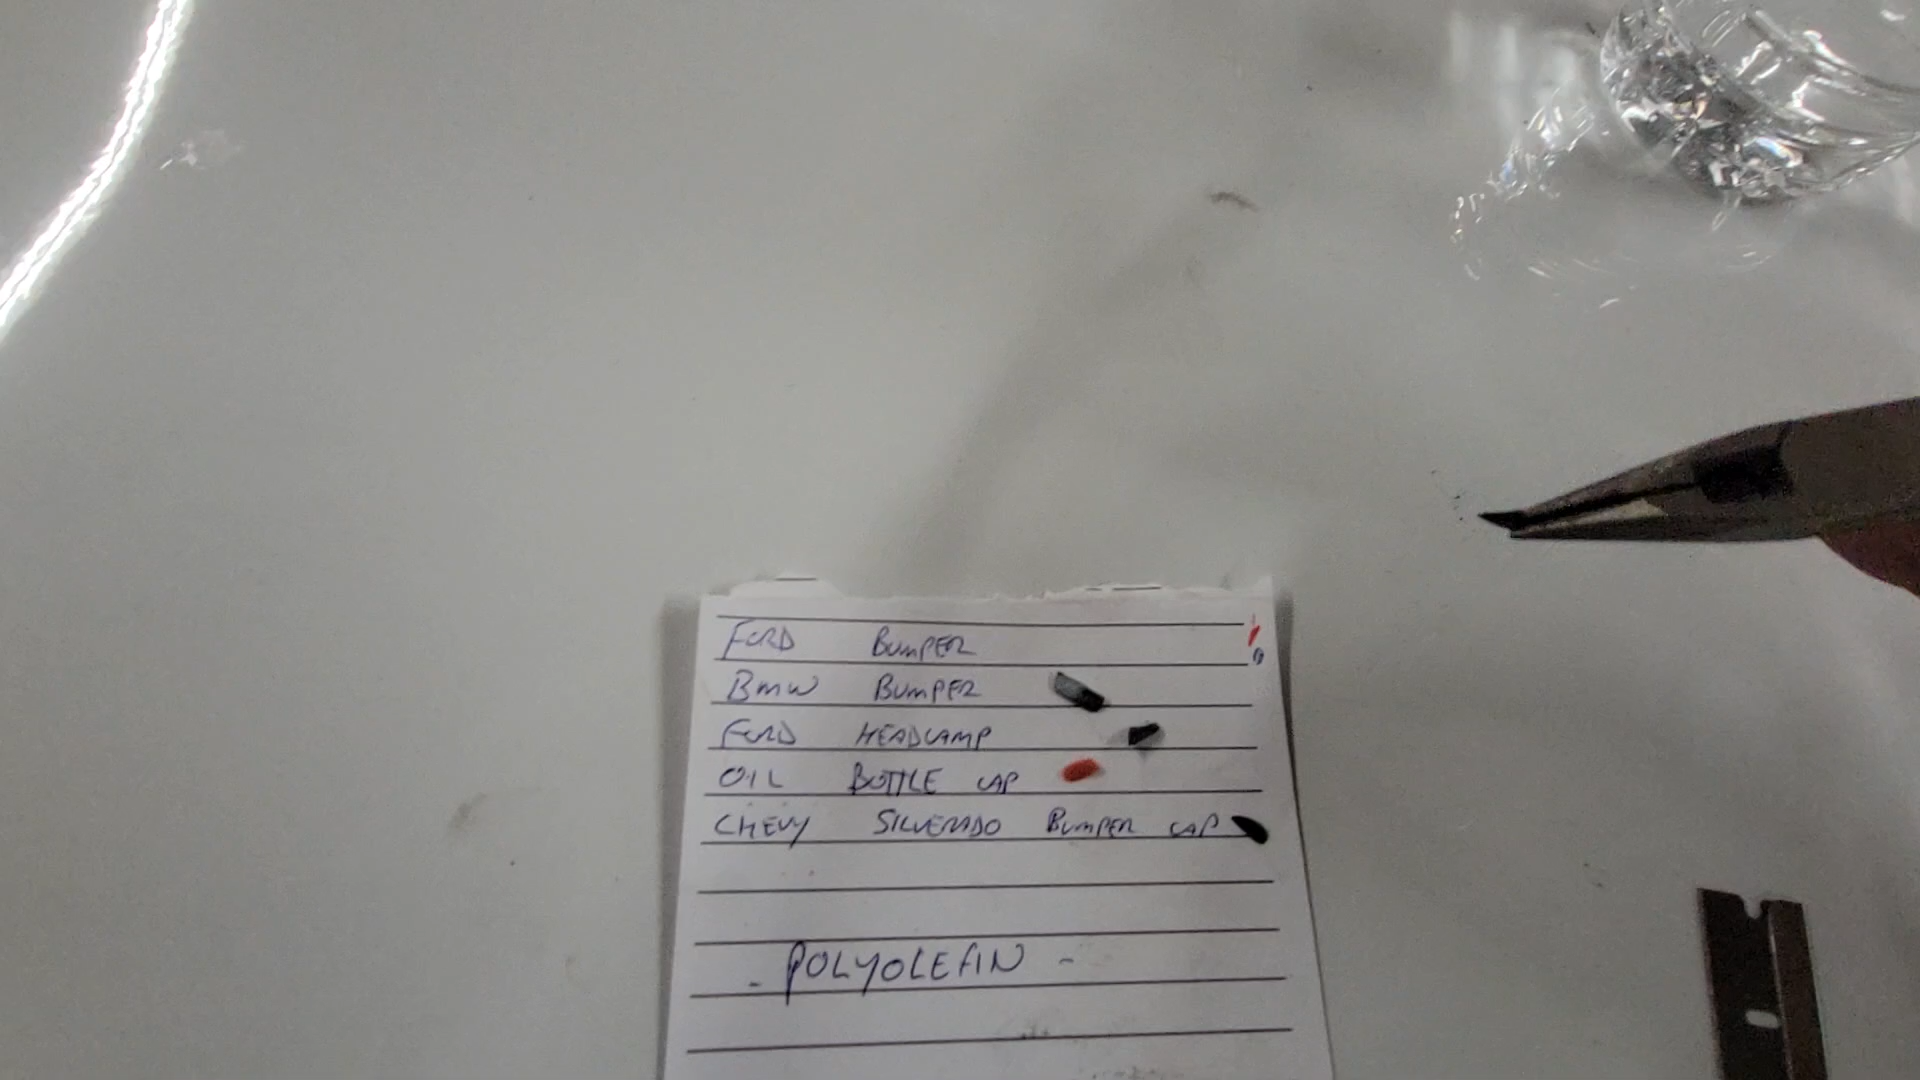 FORD BUMPER
BMW BUMPER
FORD HEADLAMP
OIL BOTTLE CAP
CHEVY SILVERADO BUMPER CAP
- POLYOLEFIN -